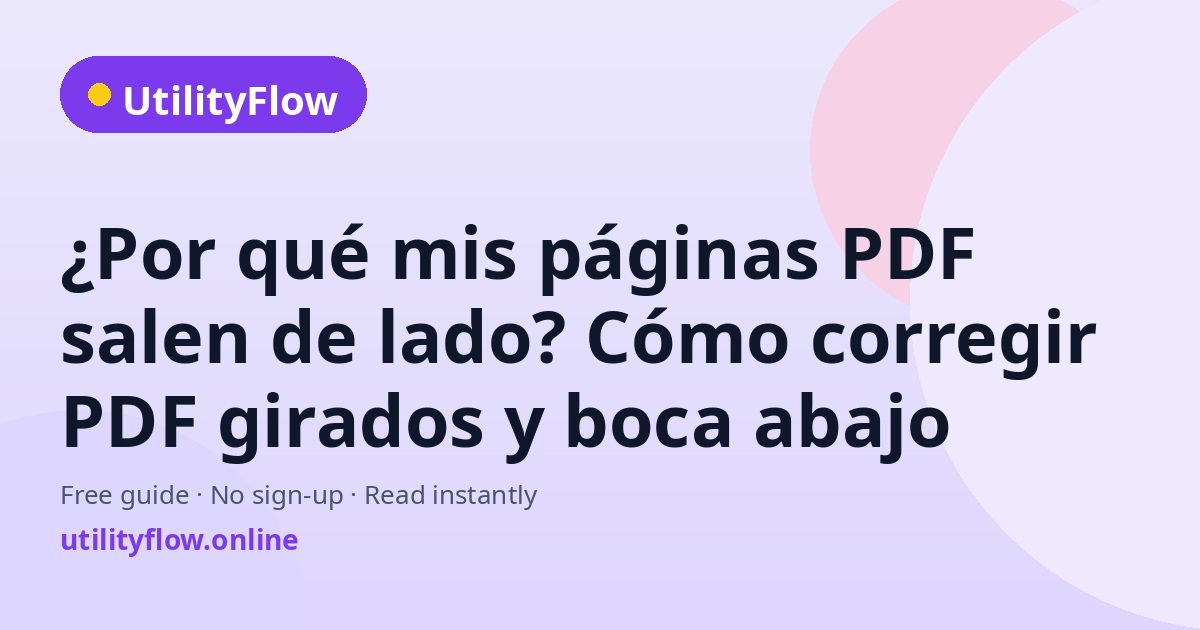 UtilityFlow
¿Por qué mis páginas PDF
salen de lado? Cómo corregir
PDF girados y boca abajo
Free guide · No sign-up · Read instantly
utilityflow.online